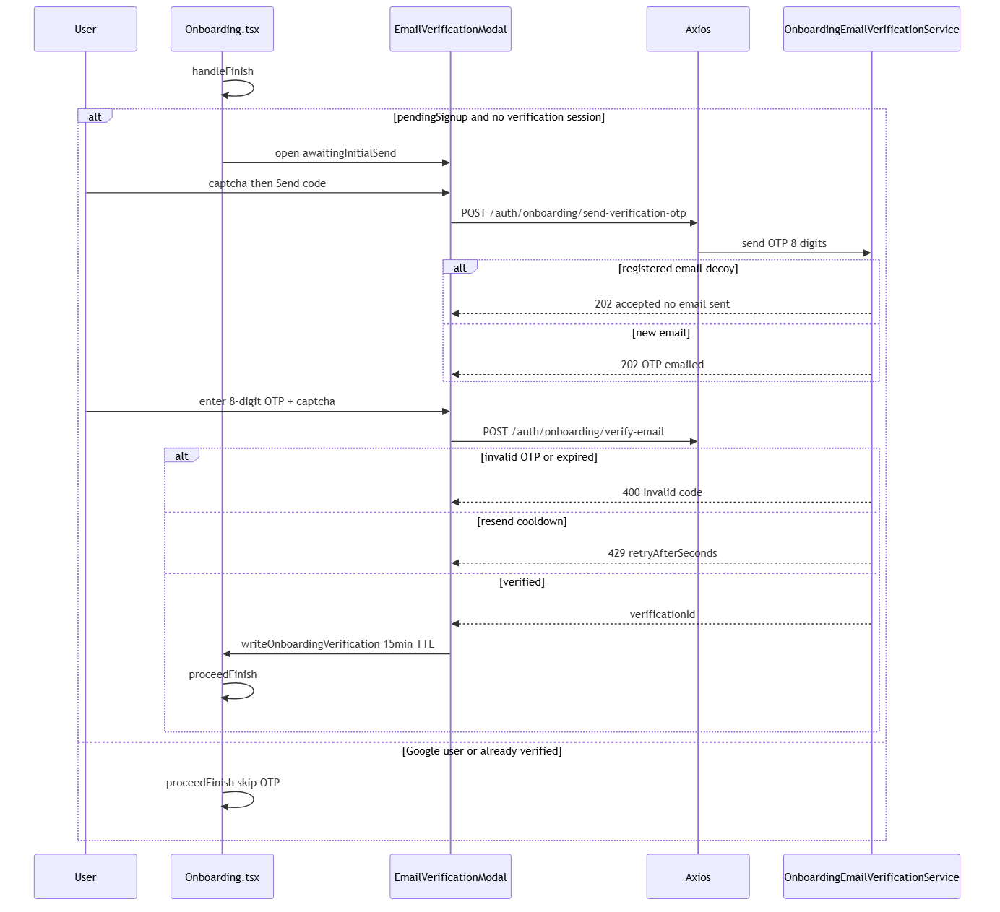 User
Onboarding.tsx
EmailVerificationModal
Axios
OnboardingEmailVerificationService
handleFinish
alt
[pendingSignup and no verification session]
open awaitingInitialSend
captcha then Send code
POST /auth/onboarding/send-verification-otp
send OTP 8 digits
alt
[registered email decoy]
202 accepted no email sent
[new email]
202 OTP emailed
enter 8-digit OTP + captcha
POST /auth/onboarding/verify-email
alt
[invalid OTP or expired]
400 Invalid code
[resend cooldown]
429 retryAfterSeconds
[verified]
verificationId
writeOnboardingVerification 15min TTL
proceedFinish
[Google user or already verified]
proceedFinish skip OTP
User
Onboarding.tsx
EmailVerificationModal
Axios
OnboardingEmailVerificationService